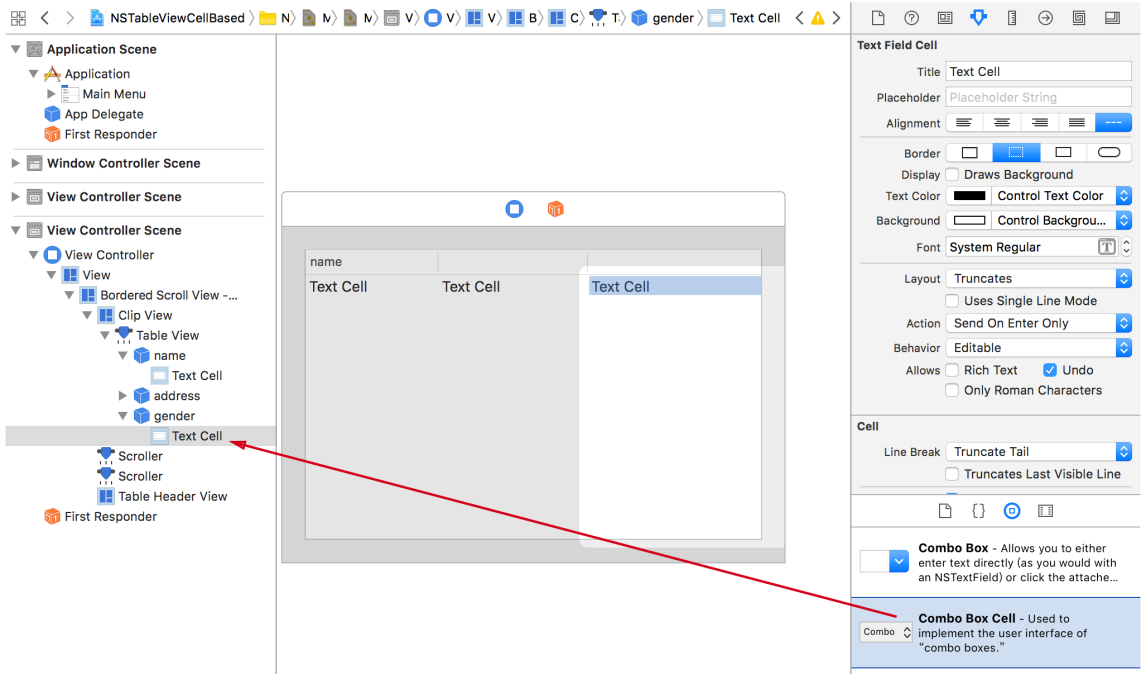 NSTableViewCellBased
N
M
M
V
V
V
B
C
T
gender
Text Cell
Application Scene
Application
Main Menu
App Delegate
First Responder
Window Controller Scene
View Controller Scene
View Controller Scene
View Controller
View
Bordered Scroll View -...
Clip View
Table View
name
Text Cell
address
gender
Text Cell
Scroller
Scroller
Table Header View
First Responder
name
Text Cell
Text Cell
Text Cell
Text Field Cell
Title
Text Cell
Placeholder
Placeholder String
Alignment
Border
Display
Draws Background
Text Color
Control Text Color
Background
Control Backgrou...
Font
System Regular
T
Layout
Truncates
Uses Single Line Mode
Action
Send On Enter Only
Behavior
Editable
Allows
Rich Text
Undo
Only Roman Characters
Cell
Line Break
Truncate Tail
Truncates Last Visible Line
{}
Combo Box - Allows you to either
enter text directly (as you would with
an NSTextField) or click the attache...
Combo
Combo Box Cell - Used to
implement the user interface of
“combo boxes.”